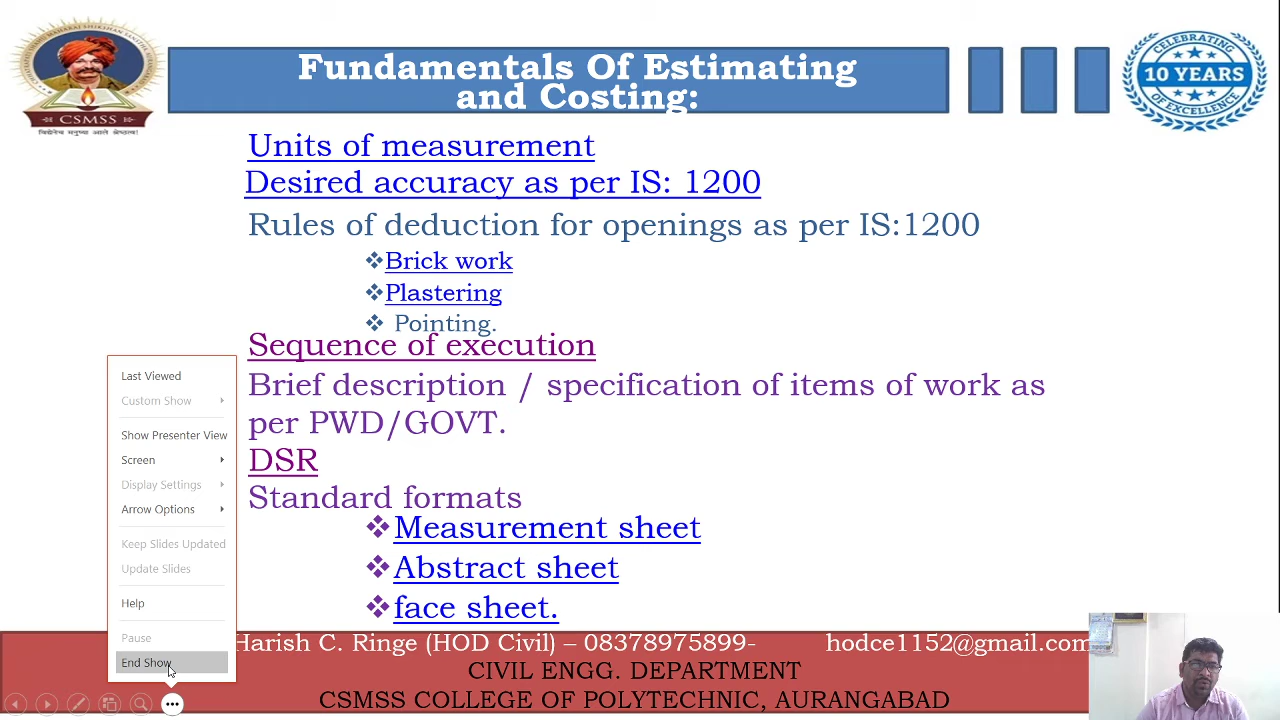 CSMSS
Fundamentals Of Estimating
and Costing:
CELEBRATING
10 YEARS
OF EXCELLENCE
Units of measurement
Desired accuracy as per IS: 1200
Rules of deduction for openings as per IS:1200
❖Brick work
❖Plastering
❖ Pointing.
Sequence of execution
Brief description / specification of items of work as
per PWD/GOVT.
DSR
Standard formats
❖Measurement sheet
❖Abstract sheet
❖face sheet.
Last Viewed
Custom Show
Show Presenter View
Screen
Display Settings
Arrow Options
Keep Slides Updated
Update Slides
Help
Pause
End Show
Harish C. Ringe (HOD Civil) – 08378975899- hodce1152@gmail.com
CIVIL ENGG. DEPARTMENT
CSMSS COLLEGE OF POLYTECHNIC, AURANGABAD